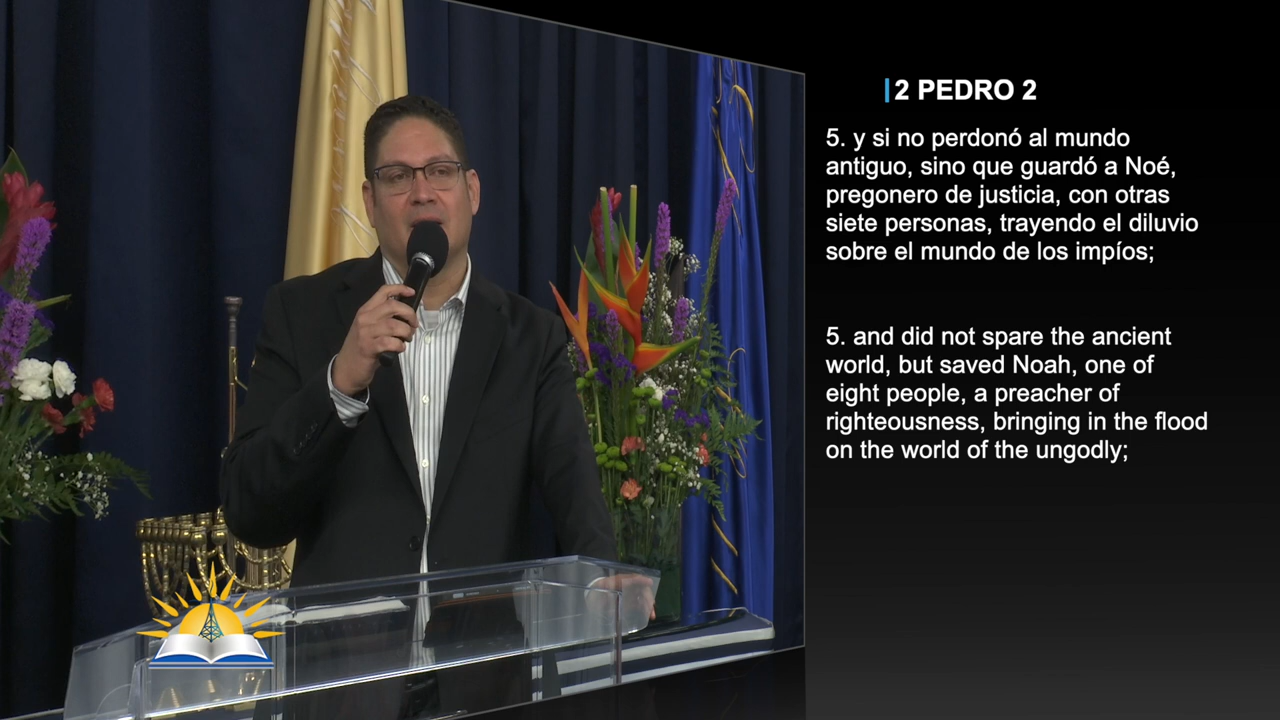 2 PEDRO 2
5. y si no perdonó al mundo
antiguo, sino que guardó a Noé,
pregonero de justicia, con otras
siete personas, trayendo el diluvio
sobre el mundo de los impíos;
5. and did not spare the ancient
world, but saved Noah, one of
eight people, a preacher of
righteousness, bringing in the flood
on the world of the ungodly;